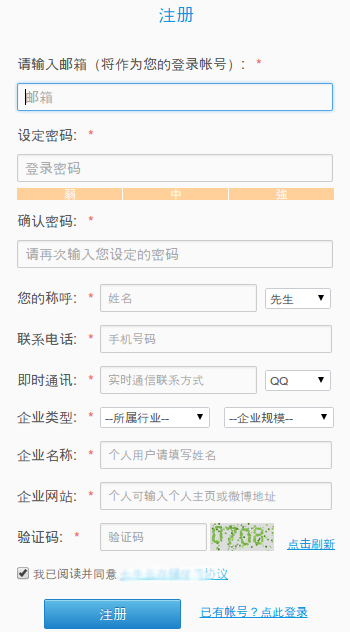 注册
请输入邮箱（将作为您的登录帐号）: *
邮箱
设定密码: *
登录密码
弱 中 强
确认密码: *
请再次输入您设定的密码
您的称呼: * 姓名 先生
联系电话: * 手机号码
即时通讯: * 实时通信联系方式 QQ
企业类型: * --所属行业-- --企业规模--
企业名称: * 个人用户请填写姓名
企业网站: * 个人可输入个人主页或微博地址
验证码: * 验证码 0708 点击刷新
我已阅读并同意 协议
注册 已有帐号？点此登录